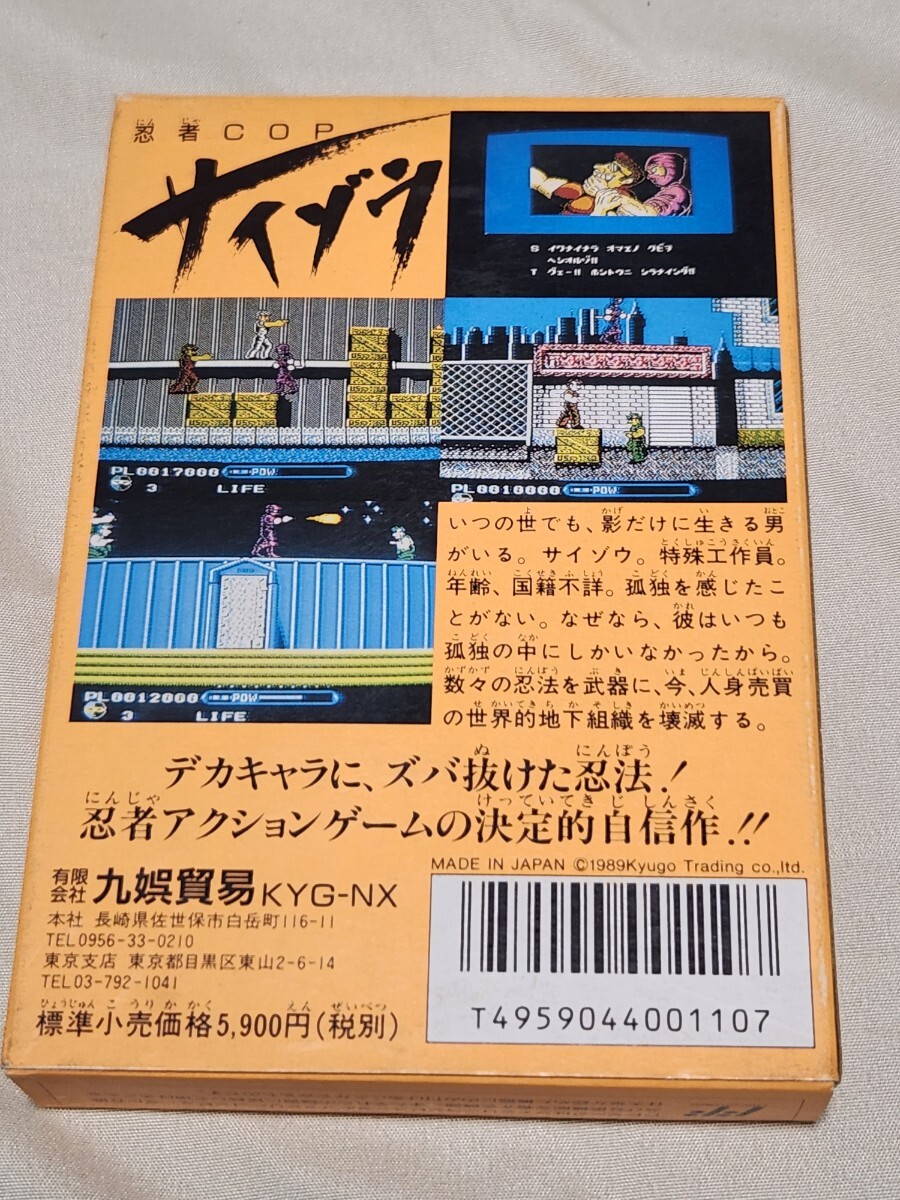 忍者COP
サイゾウ
S イワナイナラ オマエノ クビヲ
ヘシオルゾ!!
T ヴェー!! ホントウニ シラナインダ!!
PL0017000 POW
3 LIFE
PL0010000 POW
PL0012000 POW
3 LIFE
いつの世でも、影だけに生きる男
がいる。サイゾウ。特殊工作員。
年齢、国籍不詳。孤独を感じたこ
とがない。なぜなら、彼はいつも
孤独の中にしかいなかったから。
数々の忍法を武器に、今、人身売買
の世界的地下組織を壊滅する。
デカキャラに、ズバ抜けた忍法!
忍者アクションゲームの決定的自信作!!
MADE IN JAPAN ©1989Kyugo Trading co.,ltd.
有限会社 九娯貿易 KYG-NX
本社 長崎県佐世保市白岳町116-11
TEL0956-33-0210
東京支店 東京都目黒区東山2-6-14
TEL03-792-1041
標準小売価格5,900円(税別)
T4959044001107